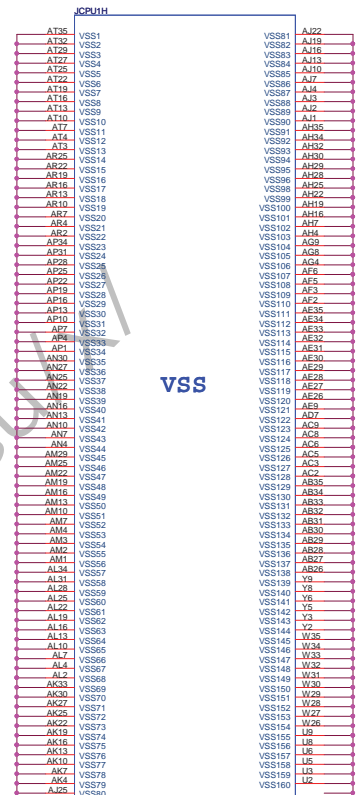 JCPU1H
AT35 VSS1
AT32 VSS2
AT29 VSS3
AT27 VSS4
AT25 VSS5
AT22 VSS6
AT19 VSS7
AT16 VSS8
AT13 VSS9
AT10 VSS10
AT7 VSS11
AT4 VSS12
AT3 VSS13
AR25 VSS14
AR22 VSS15
AR19 VSS16
AR16 VSS17
AR13 VSS18
AR10 VSS19
AR7 VSS20
AR4 VSS21
AR2 VSS22
AP34 VSS23
AP31 VSS24
AP28 VSS25
AP25 VSS26
AP22 VSS27
AP19 VSS28
AP16 VSS29
AP13 VSS30
AP10 VSS31
AP7 VSS32
AP4 VSS33
AP1 VSS34
AN30 VSS35
AN27 VSS36
AN25 VSS37
AN22 VSS38
AN19 VSS39
AN16 VSS40
AN13 VSS41
AN10 VSS42
AN7 VSS43
AN4 VSS44
AM29 VSS45
AM25 VSS46
AM22 VSS47
AM19 VSS48
AM16 VSS49
AM13 VSS50
AM10 VSS51
AM7 VSS52
AM4 VSS53
AM3 VSS54
AM2 VSS55
AM1 VSS56
AL34 VSS57
AL31 VSS58
AL28 VSS59
AL25 VSS60
AL22 VSS61
AL19 VSS62
AL16 VSS63
AL13 VSS64
AL10 VSS65
AL7 VSS66
AL4 VSS67
AL2 VSS68
AK33 VSS69
AK30 VSS70
AK27 VSS71
AK25 VSS72
AK22 VSS73
AK19 VSS74
AK16 VSS75
AK13 VSS76
AK10 VSS77
AK7 VSS78
AK4 VSS79
AJ25 VSS80
VSS
VSS81 AJ22
VSS82 AJ19
VSS83 AJ16
VSS84 AJ13
VSS85 AJ10
VSS86 AJ7
VSS87 AJ4
VSS88 AJ3
VSS89 AJ2
VSS90 AJ1
VSS91 AH35
VSS92 AH34
VSS93 AH32
VSS94 AH30
VSS95 AH29
VSS96 AH28
VSS98 AH25
VSS99 AH22
VSS100 AH19
VSS101 AH16
VSS102 AH7
VSS103 AH4
VSS104 AG9
VSS105 AG8
VSS106 AG4
VSS107 AF6
VSS108 AF5
VSS109 AF3
VSS110 AF2
VSS111 AE35
VSS112 AE34
VSS113 AE33
VSS114 AE32
VSS115 AE31
VSS116 AE30
VSS117 AE29
VSS118 AE28
VSS119 AE27
VSS120 AE26
VSS121 AE9
VSS122 AD7
VSS123 AC9
VSS124 AC8
VSS125 AC6
VSS126 AC5
VSS127 AC3
VSS128 AC2
VSS129 AB35
VSS130 AB34
VSS131 AB33
VSS132 AB32
VSS133 AB31
VSS134 AB30
VSS135 AB29
VSS136 AB28
VSS137 AB27
VSS138 AB26
VSS139 Y9
VSS140 Y8
VSS141 Y6
VSS142 Y5
VSS143 Y3
VSS144 Y2
VSS145 W35
VSS146 W34
VSS147 W33
VSS148 W32
VSS149 W31
VSS150 W30
VSS151 W29
VSS152 W28
VSS153 W27
VSS154 W26
VSS155 U9
VSS156 U8
VSS157 U6
VSS158 U5
VSS159 U3
VSS160 U2